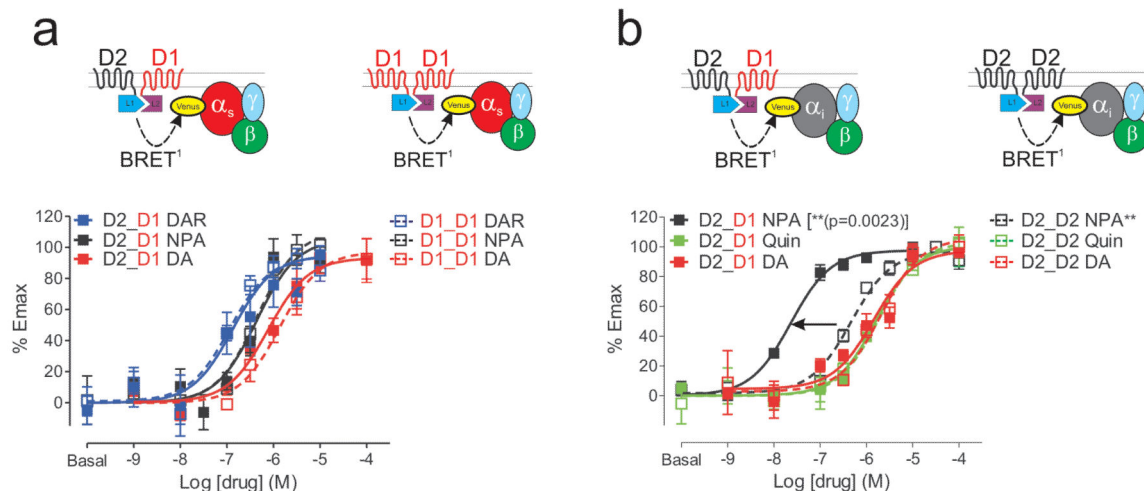 a
D2 D1
L1 L2 Venus αs γ β
BRET1
D1 D1
L1 L2 Venus αs γ β
BRET1
% Emax
120
100
80
60
40
20
0
D2_D1 DAR
D2_D1 NPA
D2_D1 DA
D1_D1 DAR
D1_D1 NPA
D1_D1 DA
Basal -9 -8 -7 -6 -5 -4
Log [drug] (M)
b
D2 D1
L1 L2 Venus αi γ β
BRET1
D2 D2
L1 L2 Venus αi γ β
BRET1
% Emax
120
100
80
60
40
20
0
D2_D1 NPA [**(p=0.0023)]
D2_D1 Quin
D2_D1 DA
D2_D2 NPA**
D2_D2 Quin
D2_D2 DA
Basal -9 -8 -7 -6 -5 -4
Log [drug] (M)